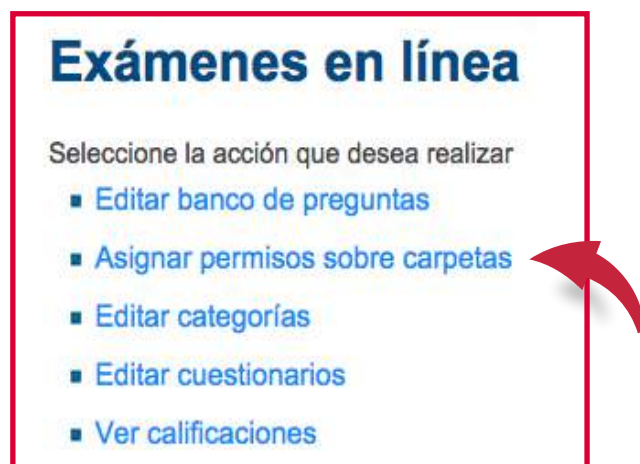 Exámenes en línea
Seleccione la acción que desea realizar
Editar banco de preguntas
Asignar permisos sobre carpetas
Editar categorías
Editar cuestionarios
Ver calificaciones